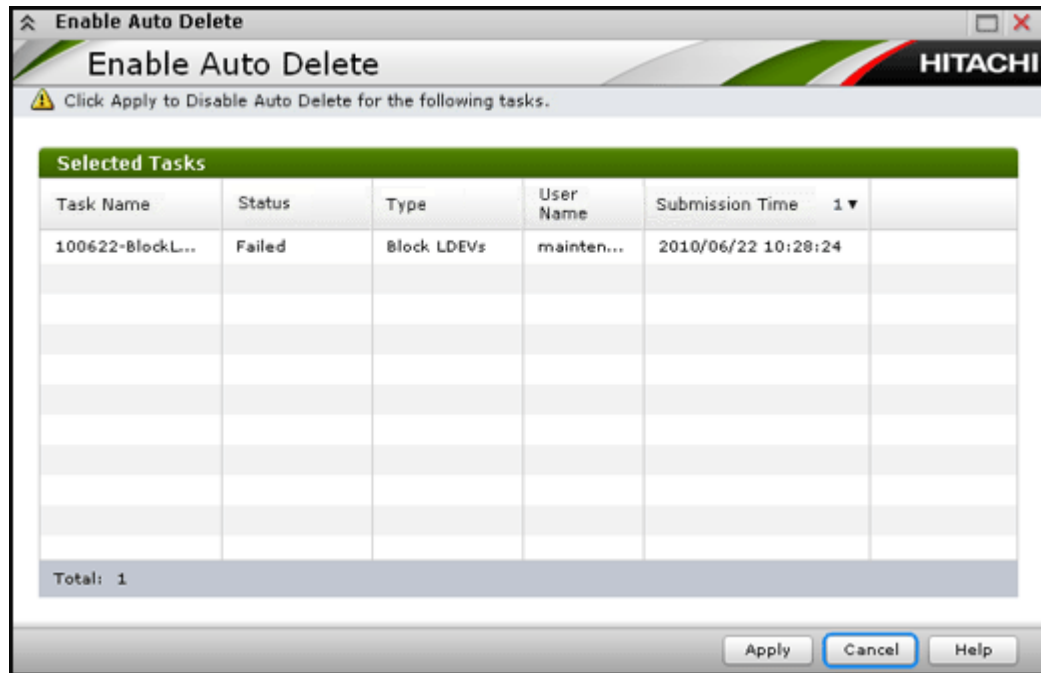 Enable Auto Delete
Enable Auto Delete
HITACHI
Click Apply to Disable Auto Delete for the following tasks.
Selected Tasks
Task Name Status Type User Name Submission Time 1▼
100622-BlockL... Failed Block LDEVs mainten... 2010/06/22 10:28:24
Total: 1
Apply Cancel Help